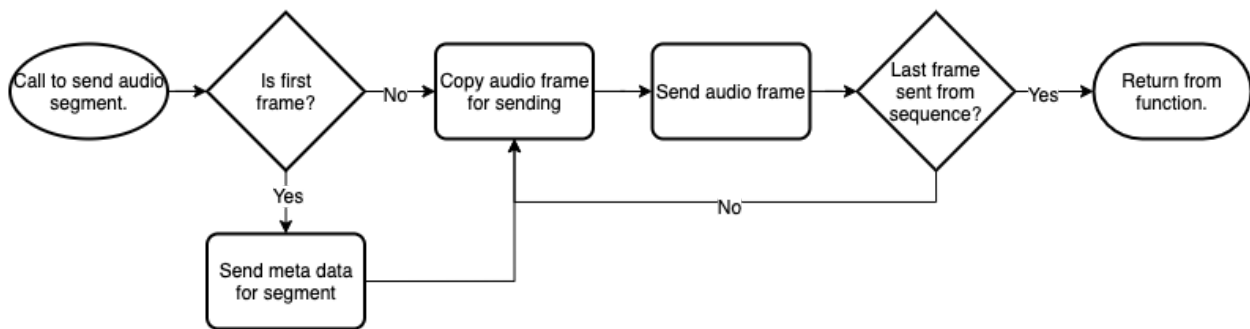 Call to send audio
segment.
Is first
frame?
No
Copy audio frame
for sending
Send audio frame
Last frame
sent from
sequence?
Yes
Return from
function.
Yes
No
Send meta data
for segment